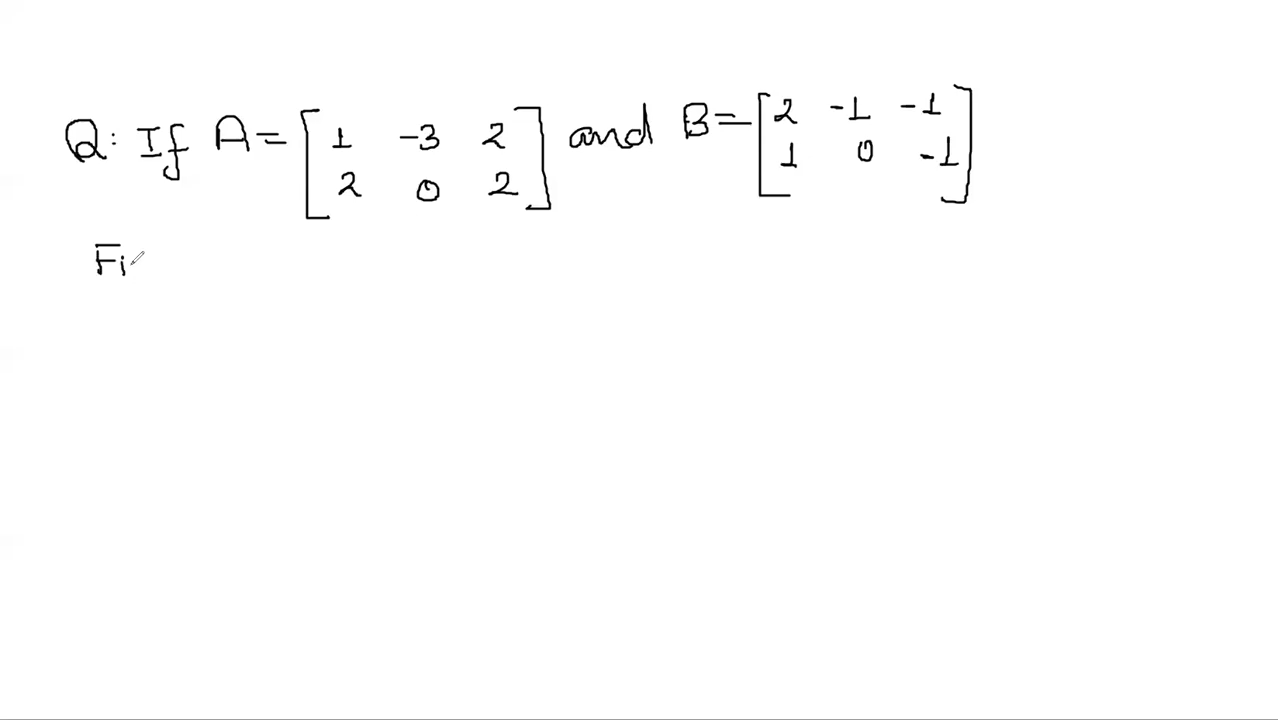 Q: If A = [ 1 -3 2 ] and B = [ 2 -1 -1 ]
2 0 2 1 0 -1
Fi